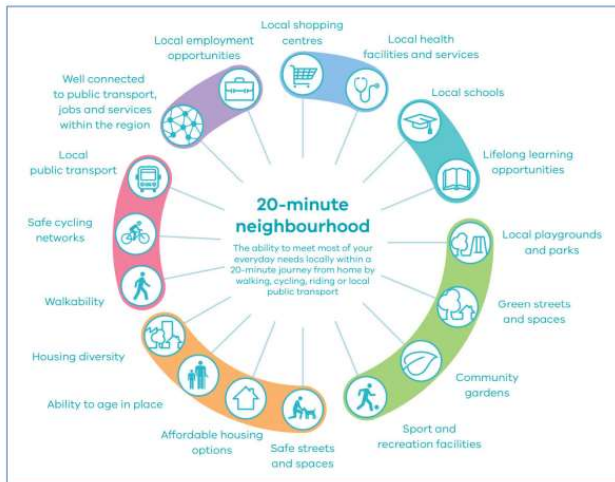 Local shopping
centres
Local health
facilities and services
Local schools
Lifelong learning
opportunities
Local playgrounds
and parks
Green streets
and spaces
Community
gardens
Sport and
recreation facilities
Safe streets
and spaces
Affordable housing
options
Ability to age in place
Housing diversity
Walkability
Safe cycling
networks
Local
public transport
Well connected
to public transport,
jobs and services
within the region
Local employment
opportunities
20-minute
neighbourhood
The ability to meet most of your
everyday needs locally within a
20-minute journey from home by
walking, cycling, riding or local
public transport